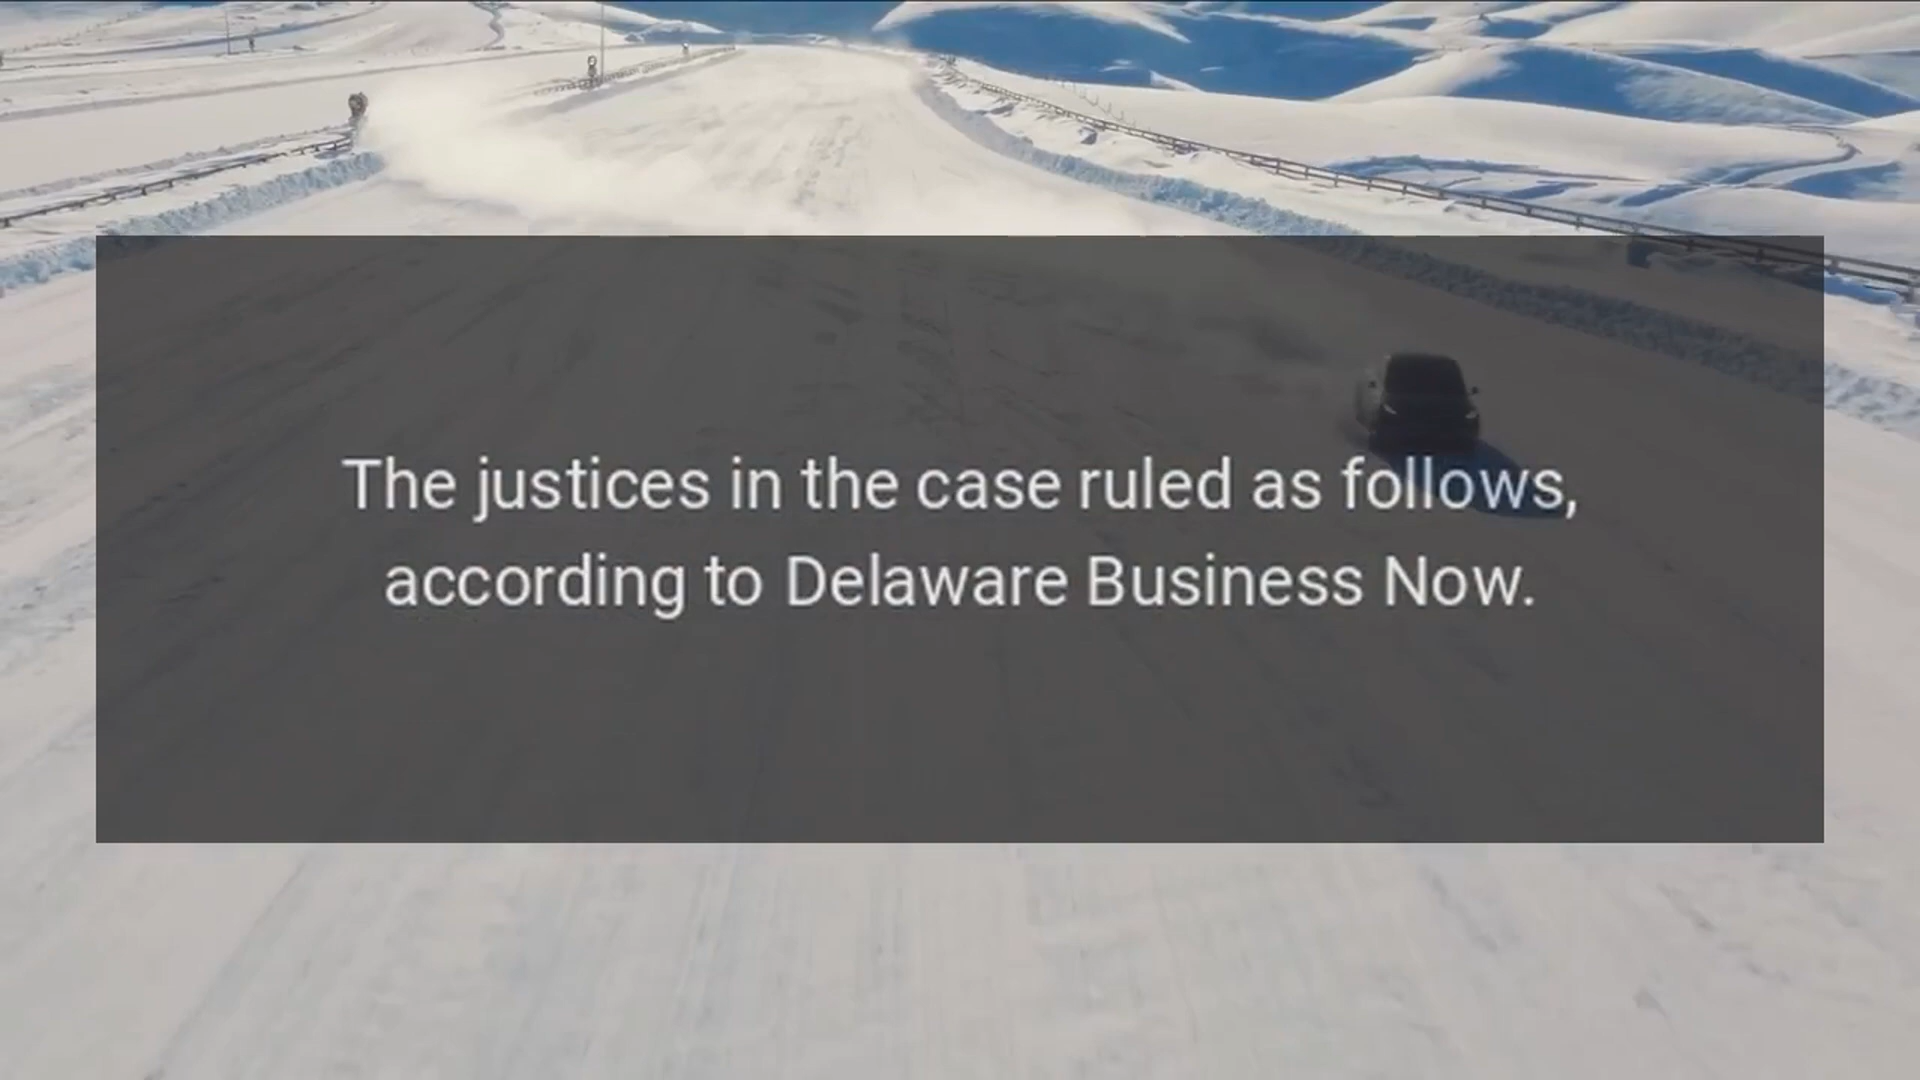 The justices in the case ruled as follows,
according to Delaware Business Now.